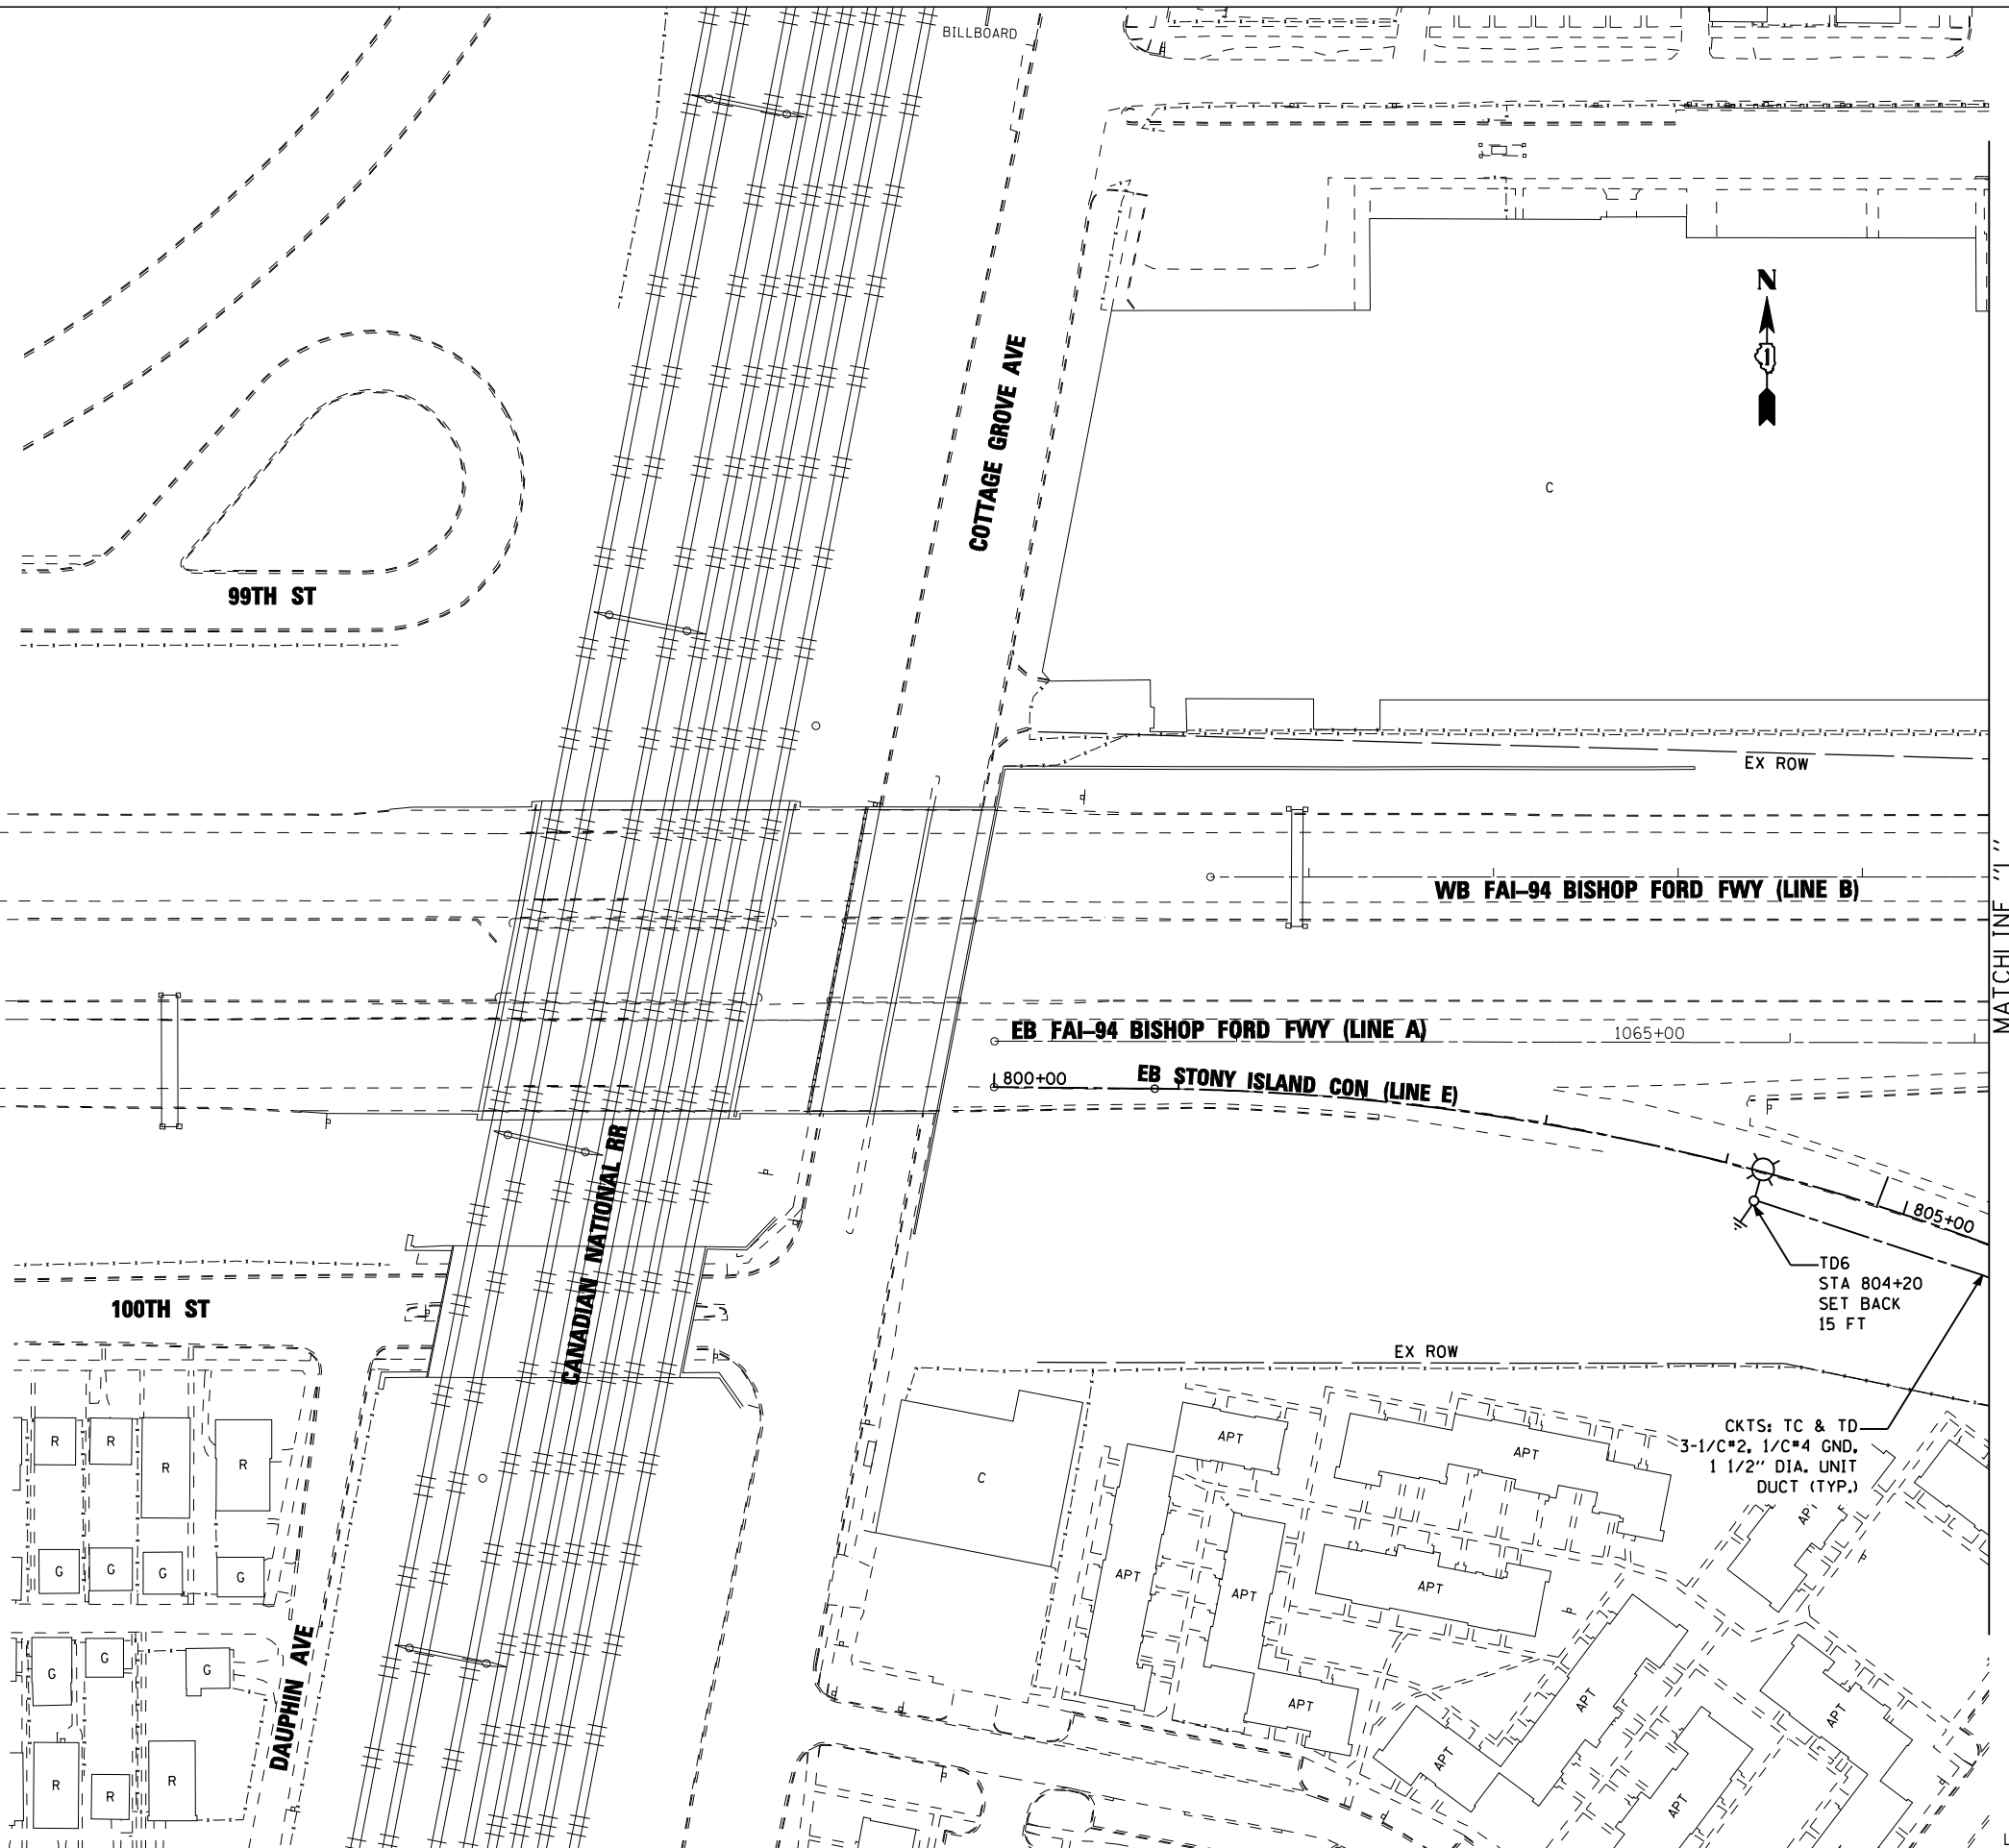 BILLBOARD
N
1
COTTAGE GROVE AVE
C
99TH ST
EX ROW
WB FAI-94 BISHOP FORD FWY (LINE B)
MATCHLINE "L"
EB FAI-94 BISHOP FORD FWY (LINE A)
1065+00
800+00
EB STONY ISLAND CON (LINE E)
805+00
TD6
STA 804+20
SET BACK
15 FT
CANADIAN NATIONAL RR
100TH ST
EX ROW
CKTS: TC & TD
3-1/C#2, 1/C#4 GND,
1 1/2" DIA. UNIT
DUCT (TYP.)
R
R
R
R
C
APT
APT
APT
G
G
G
G
APT
APT
APT
G
G
G
DAUPHIN AVE
APT
APT
APT
R
R
R
APT
APT